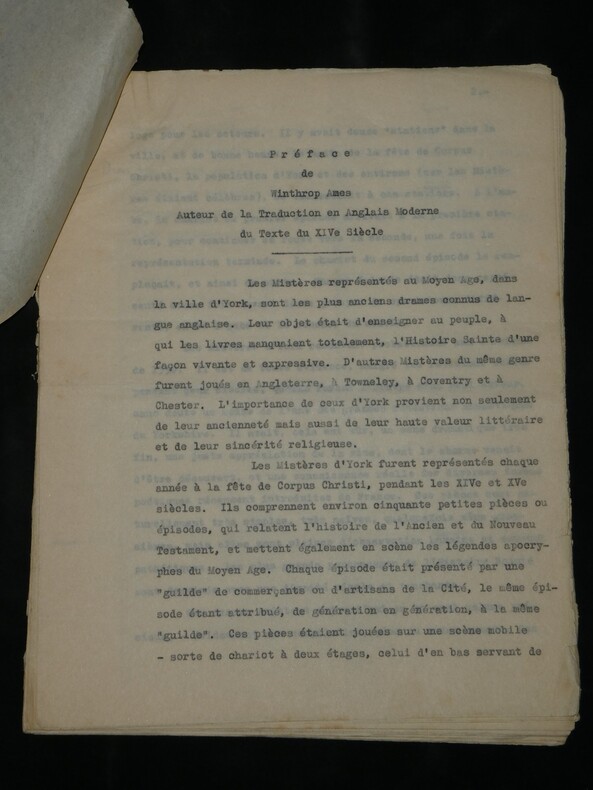 Préface
de
Winthrop Ames
Auteur de la Traduction en Anglais Moderne
du Texte du XIVe Siècle
Les Mistères représentés au Moyen Age, dans
la ville d'York, sont les plus anciens drames connus de lan-
gue anglaise. Leur objet était d'enseigner au peuple, à
qui les livres manquaient totalement, l'Histoire Sainte d'une
façon vivante et expressive. D'autres Mistères du même genre
furent joués en Angleterre, à Towneley, à Coventry et à
Chester. L'importance de ceux d'York provient non seulement
de leur ancienneté mais aussi de leur haute valeur littéraire
et de leur sincérité religieuse.
Les Mistères d'York furent représentés chaque
année à la fête de Corpus Christi, pendant les XIVe et XVe
siècles. Ils comprennent environ cinquante petites pièces ou
épisodes, qui relatent l'histoire de l'Ancien et du Nouveau
Testament, et mettent également en scène les légendes apocry-
phes du Moyen Age. Chaque épisode était présenté par une
"guilde" de commerçants ou d'artisans de la Cité, le même épi-
sode étant attribué, de génération en génération, à la même
"guilde". Ces pièces étaient jouées sur une scène mobile
- sorte de chariot à deux étages, celui d'en bas servant de